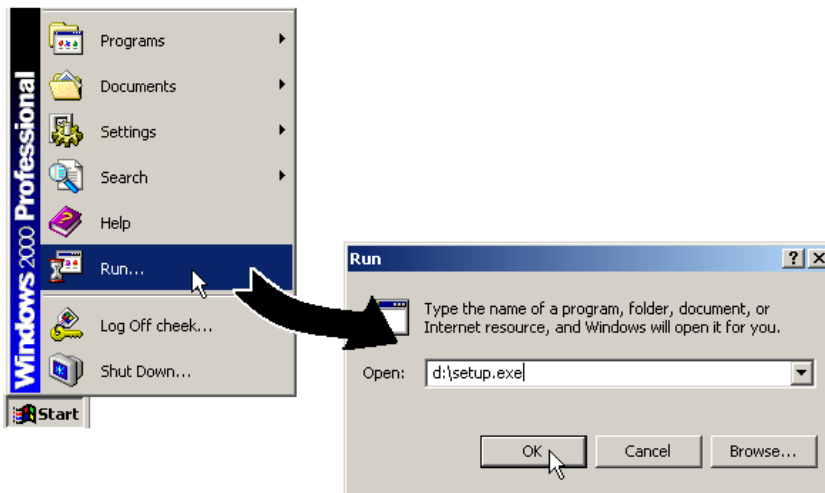 Windows 2000 Professional
Programs
Documents
Settings
Search
Help
Run...
Log Off cheek...
Shut Down...
Start
Run
Type the name of a program, folder, document, or
Internet resource, and Windows will open it for you.
Open: d:\setup.exe
OK Cancel Browse...